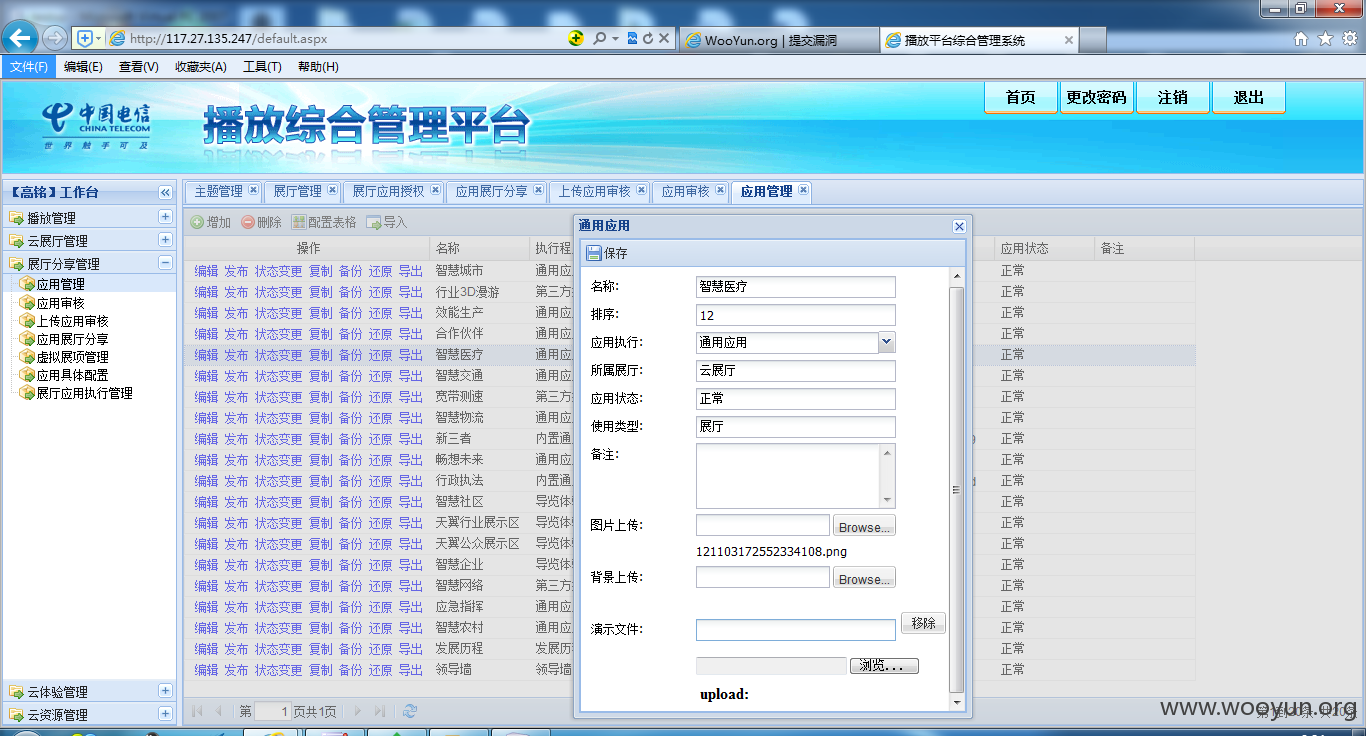 http://117.27.135.247/default.aspx
WooYun.org | 提交漏洞
播放平台综合管理系统
文件(F) 编辑(E) 查看(V) 收藏夹(A) 工具(T) 帮助(H)
中国电信
CHINA TELECOM
世界触手可及
播放综合管理平台
首页 更改密码 注销 退出
【高铭】工作台
播放管理
云展厅管理
展厅分享管理
应用管理
应用审核
上传应用审核
应用展厅分享
虚拟展项管理
应用具体配置
展厅应用执行管理
云体验管理
云资源管理
主题管理 展厅管理 展厅应用授权 应用展厅分享 上传应用审核 应用审核 应用管理
增加 删除 配置表格 导入
操作 名称 执行程 应用状态 备注
编辑 发布 状态变更 复制 备份 还原 导出 智慧城市 通用应 正常
编辑 发布 状态变更 复制 备份 还原 导出 行业3D漫游 第三方 正常
编辑 发布 状态变更 复制 备份 还原 导出 效能生产 通用应 正常
编辑 发布 状态变更 复制 备份 还原 导出 合作伙伴 通用应 正常
编辑 发布 状态变更 复制 备份 还原 导出 智慧医疗 通用应 正常
编辑 发布 状态变更 复制 备份 还原 导出 智慧交通 通用应 正常
编辑 发布 状态变更 复制 备份 还原 导出 宽带测速 第三方 正常
编辑 发布 状态变更 复制 备份 还原 导出 智慧物流 通用应 正常
编辑 发布 状态变更 复制 备份 还原 导出 新三者 内置通 正常
编辑 发布 状态变更 复制 备份 还原 导出 畅想未来 通用应 正常
编辑 发布 状态变更 复制 备份 还原 导出 行政执法 内置通 正常
编辑 发布 状态变更 复制 备份 还原 导出 智慧社区 导览体 正常
编辑 发布 状态变更 复制 备份 还原 导出 天翼行业展示区 导览体 正常
编辑 发布 状态变更 复制 备份 还原 导出 天翼公众展示区 导览体 正常
编辑 发布 状态变更 复制 备份 还原 导出 智慧企业 导览体 正常
编辑 发布 状态变更 复制 备份 还原 导出 智慧网络 第三方 正常
编辑 发布 状态变更 复制 备份 还原 导出 应急指挥 通用应 正常
编辑 发布 状态变更 复制 备份 还原 导出 智慧农村 通用应 正常
编辑 发布 状态变更 复制 备份 还原 导出 发展历程 发展历 正常
编辑 发布 状态变更 复制 备份 还原 导出 领导墙 领导墙 正常
第 1 页共1页
通用应用
保存
名称: 智慧医疗
排序: 12
应用执行: 通用应用
所属展厅: 云展厅
应用状态: 正常
使用类型: 展厅
备注:
图片上传: Browse...
121103172552334108.png
背景上传: Browse...
演示文件: 移除
浏览...
upload:
www.wooyun.org